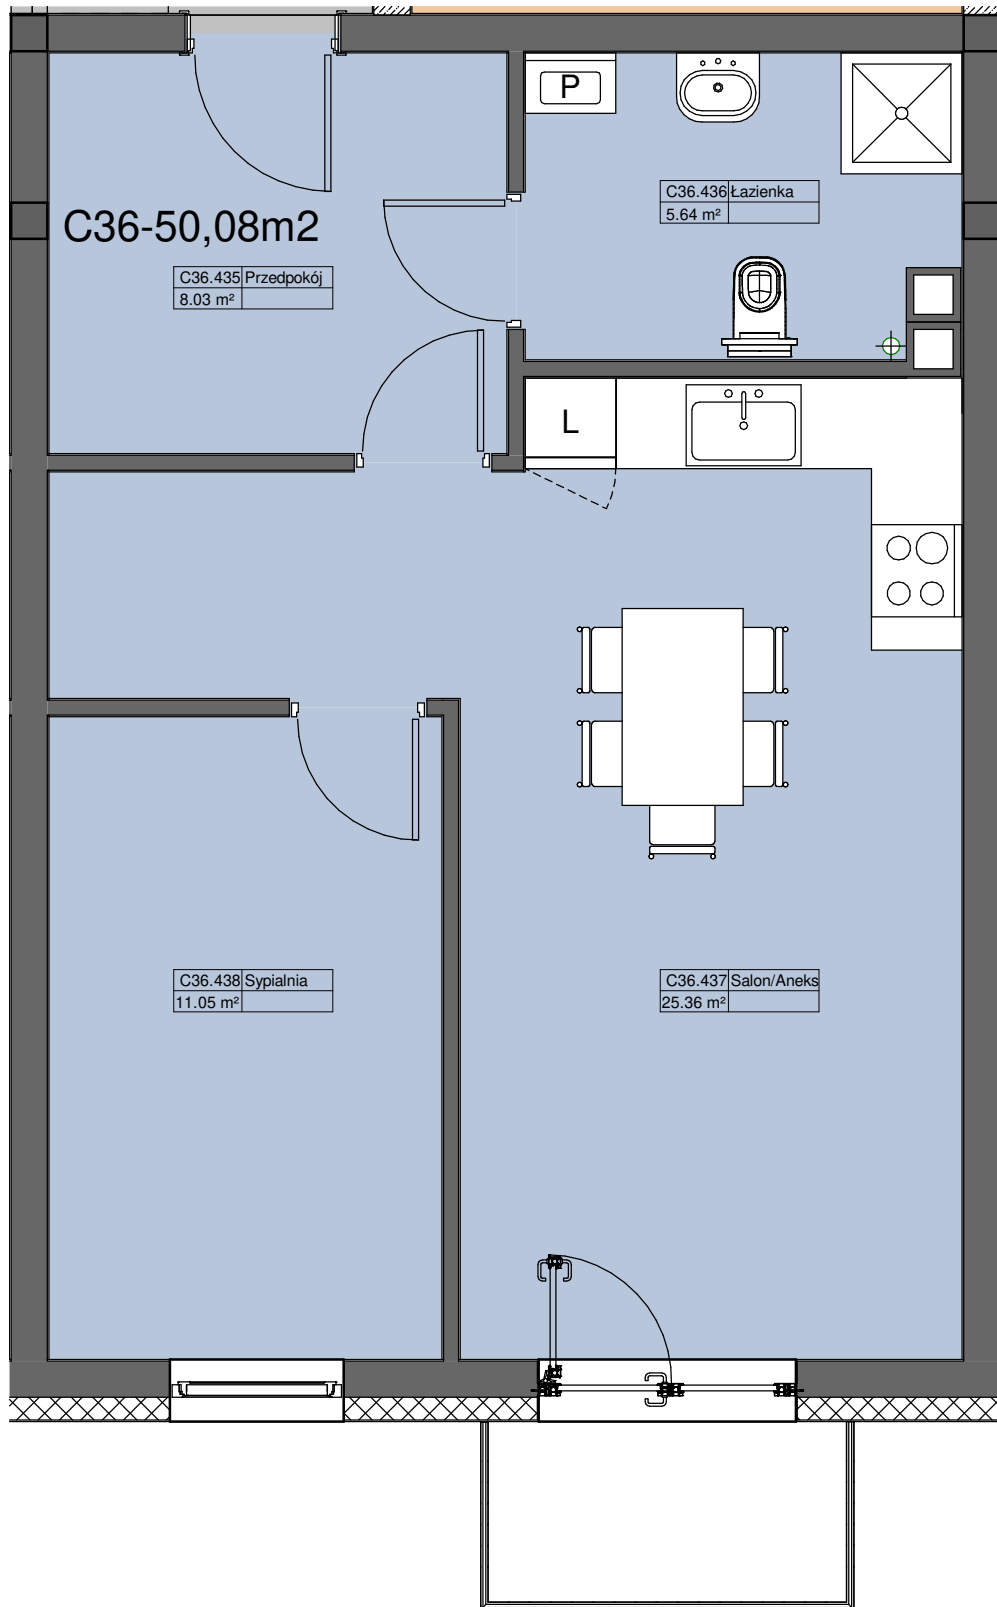 P
C36.436 Łazienka
5.64 m²
C36-50,08m2
C36.435 Przedpokój
8.03 m²
L
C36.438 Sypialnia
11.05 m²
C36.437 Salon/Aneks
25.36 m²